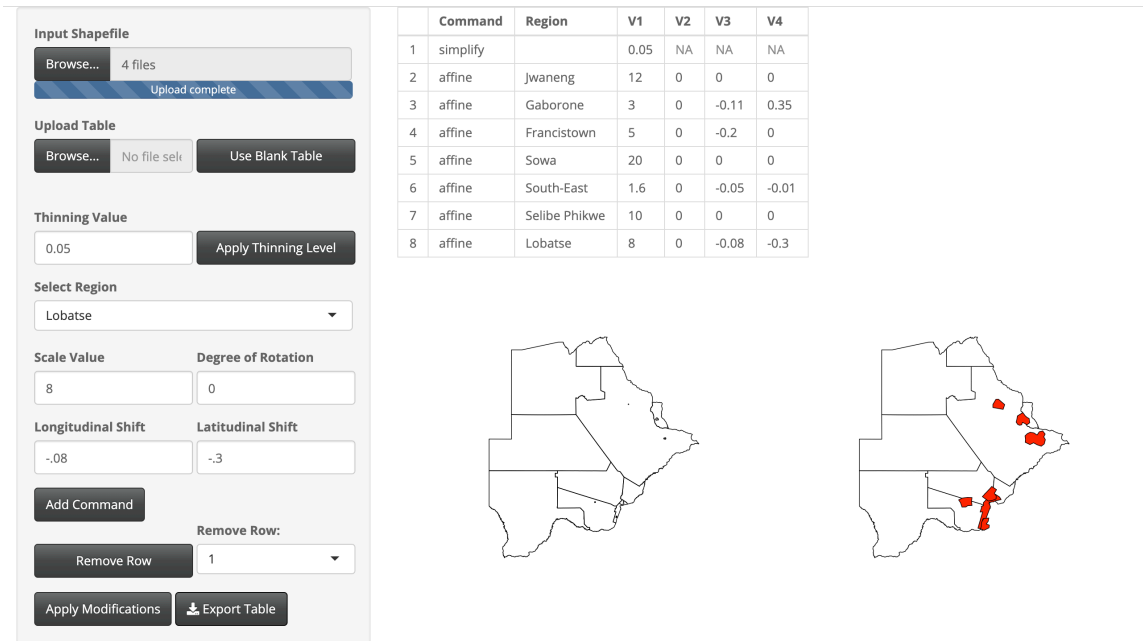 Input Shapefile
Browse... 4 files
Upload complete
Upload Table
Browse... No file sele Use Blank Table
Thinning Value
0.05 Apply Thinning Level
Select Region
Lobatse
Scale Value Degree of Rotation
8 0
Longitudinal Shift Latitudinal Shift
-.08 -.3
Add Command
Remove Row:
Remove Row 1
Apply Modifications Export Table
Command Region V1 V2 V3 V4
1 simplify 0.05 NA NA NA
2 affine Jwaneng 12 0 0 0
3 affine Gaborone 3 0 -0.11 0.35
4 affine Francistown 5 0 -0.2 0
5 affine Sowa 20 0 0 0
6 affine South-East 1.6 0 -0.05 -0.01
7 affine Selibe Phikwe 10 0 0 0
8 affine Lobatse 8 0 -0.08 -0.3